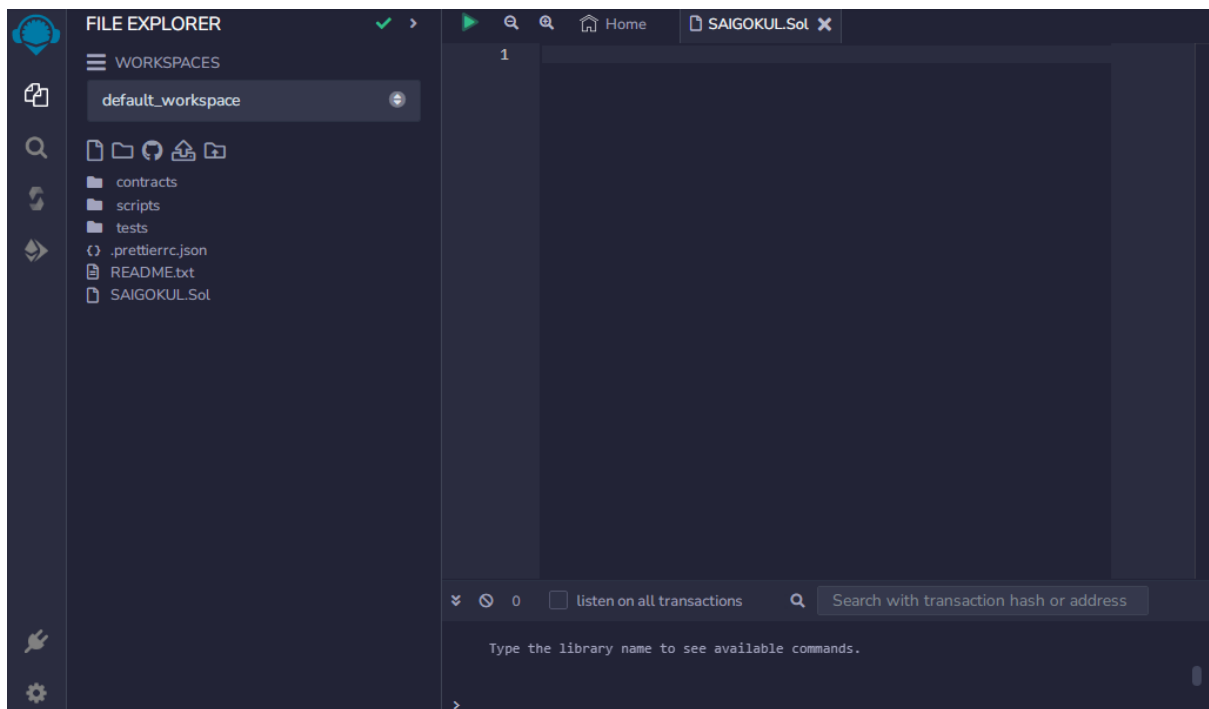 FILE EXPLORER
WORKSPACES
default_workspace
contracts
scripts
tests
{} .prettierrc.json
README.txt
SAIGOKUL.Sol
Home
SAIGOKUL.Sol
1
0
listen on all transactions
Search with transaction hash or address
Type the library name to see available commands.
>